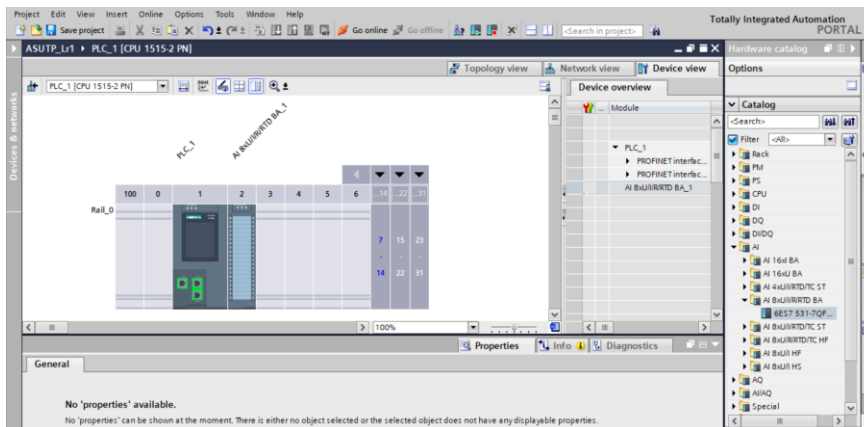 Project Edit View Insert Online Options Tools Window Help
Totally Integrated Automation
PORTAL
Save project
Go online
Go offline
<Search in project>
ASUTP_Lr1 PLC_1 [CPU 1515-2 PN]
Hardware catalog
Topology view
Network view
Device view
Options
PLC_1 [CPU 1515-2 PN]
Device overview
Devices & networks
... Module
PLC_1
PROFINET interfac...
PROFINET interfac...
AI 8xU/I/R/RTD BA_1
PLC_1
AI 8xU/I/R/RTD BA_1
100 0 1 2 3 4 5 6 ...14 ...22 ...31
Rail_0
7 15 23
- - -
14 22 31
100%
Catalog
<Search>
Filter <All>
Rack
PM
PS
CPU
DI
DQ
DI/DQ
AI
AI 16xI BA
AI 16xU BA
AI 4xU/I/RTD/TC ST
AI 8xU/I/R/RTD BA
6ES7 531-7QF...
AI 8xU/I/RTD/TC ST
AI 8xU/I/RTD/TC HF
AI 8xU/I HF
AI 8xU/I HS
AQ
AI/AQ
Special
Properties
Info
Diagnostics
General
No 'properties' available.
No 'properties' can be shown at the moment. There is either no object selected or the selected object does not have any displayable properties.